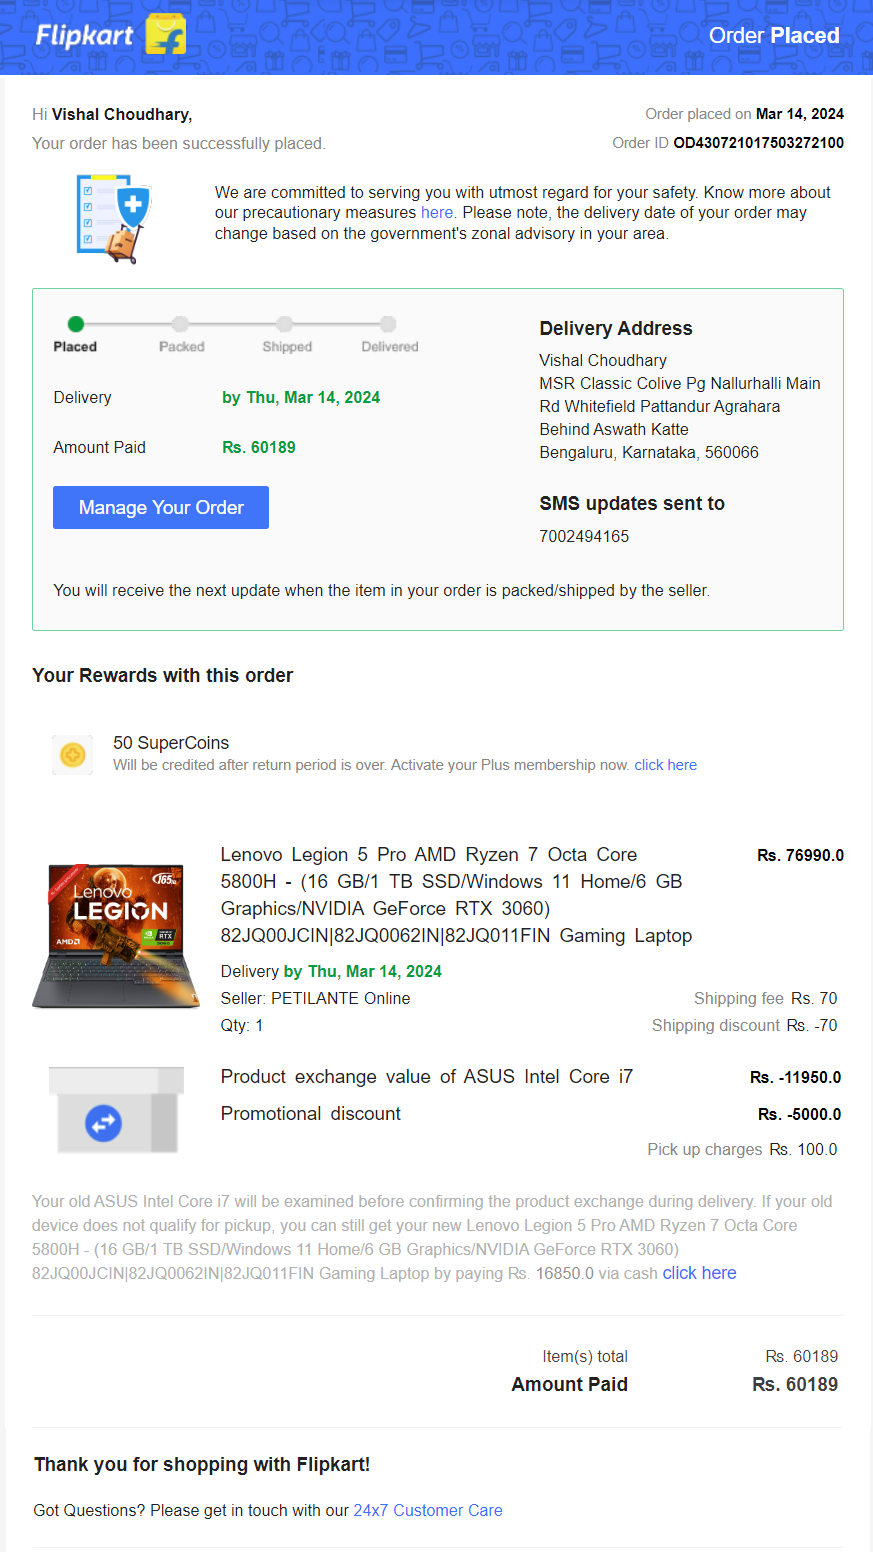 Flipkart
Order Placed
Hi Vishal Choudhary,
Order placed on Mar 14, 2024
Your order has been successfully placed.
Order ID OD430721017503272100
We are committed to serving you with utmost regard for your safety. Know more about
our precautionary measures here. Please note, the delivery date of your order may
change based on the government's zonal advisory in your area.
Placed Packed Shipped Delivered
Delivery by Thu, Mar 14, 2024
Amount Paid Rs. 60189
Manage Your Order
Delivery Address
Vishal Choudhary
MSR Classic Colive Pg Nallurhalli Main
Rd Whitefield Pattandur Agrahara
Behind Aswath Katte
Bengaluru, Karnataka, 560066
SMS updates sent to
7002494165
You will receive the next update when the item in your order is packed/shipped by the seller.
Your Rewards with this order
50 SuperCoins
Will be credited after return period is over. Activate your Plus membership now. click here
Lenovo
LEGION
165Hz
AMD
RTX
Lenovo Legion 5 Pro AMD Ryzen 7 Octa Core
5800H - (16 GB/1 TB SSD/Windows 11 Home/6 GB
Graphics/NVIDIA GeForce RTX 3060)
82JQ00JCIN|82JQ0062IN|82JQ011FIN Gaming Laptop
Rs. 76990.0
Delivery by Thu, Mar 14, 2024
Seller: PETILANTE Online
Shipping fee Rs. 70
Qty: 1
Shipping discount Rs. -70
Product exchange value of ASUS Intel Core i7 Rs. -11950.0
Promotional discount Rs. -5000.0
Pick up charges Rs. 100.0
Your old ASUS Intel Core i7 will be examined before confirming the product exchange during delivery. If your old
device does not qualify for pickup, you can still get your new Lenovo Legion 5 Pro AMD Ryzen 7 Octa Core
5800H - (16 GB/1 TB SSD/Windows 11 Home/6 GB Graphics/NVIDIA GeForce RTX 3060)
82JQ00JCIN|82JQ0062IN|82JQ011FIN Gaming Laptop by paying Rs. 16850.0 via cash click here
Item(s) total Rs. 60189
Amount Paid Rs. 60189
Thank you for shopping with Flipkart!
Got Questions? Please get in touch with our 24x7 Customer Care